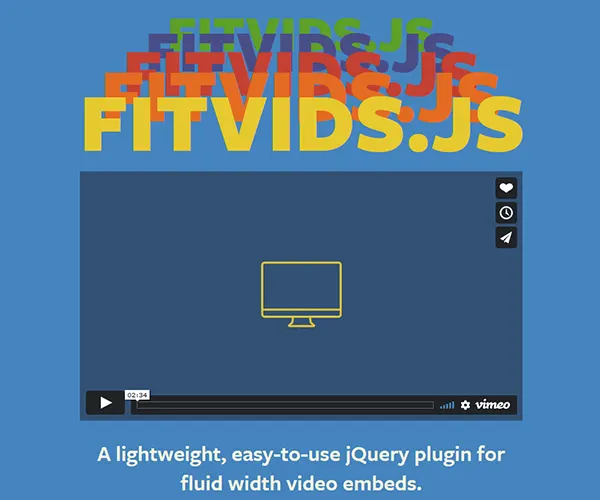 FITVIDS.JS
FITVIDS.JS
FITVIDS.JS
FITVIDS.JS
FITVIDS.JS
02:34
vimeo
A lightweight, easy-to-use jQuery plugin for
fluid width video embeds.